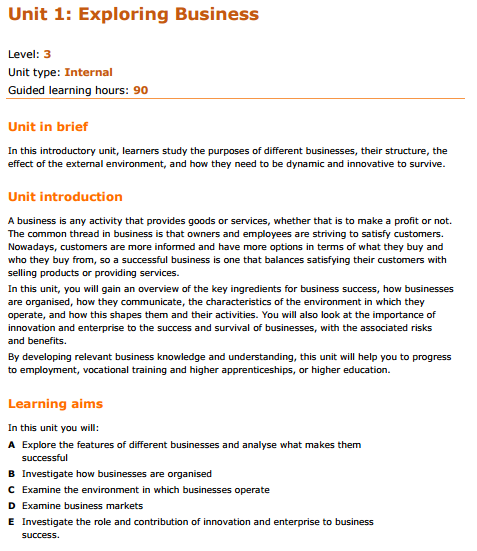 Unit 1: Exploring Business
Level: 3
Unit type: Internal
Guided learning hours: 90
Unit in brief
In this introductory unit, learners study the purposes of different businesses, their structure, the
effect of the external environment, and how they need to be dynamic and innovative to survive.
Unit introduction
A business is any activity that provides goods or services, whether that is to make a profit or not.
The common thread in business is that owners and employees are striving to satisfy customers.
Nowadays, customers are more informed and have more options in terms of what they buy and
who they buy from, so a successful business is one that balances satisfying their customers with
selling products or providing services.
In this unit, you will gain an overview of the key ingredients for business success, how businesses
are organised, how they communicate, the characteristics of the environment in which they
operate, and how this shapes them and their activities. You will also look at the importance of
innovation and enterprise to the success and survival of businesses, with the associated risks
and benefits.
By developing relevant business knowledge and understanding, this unit will help you to progress
to employment, vocational training and higher apprenticeships, or higher education.
Learning aims
In this unit you will:
A Explore the features of different businesses and analyse what makes them
successful
B Investigate how businesses are organised
C Examine the environment in which businesses operate
D Examine business markets
E Investigate the role and contribution of innovation and enterprise to business
success.